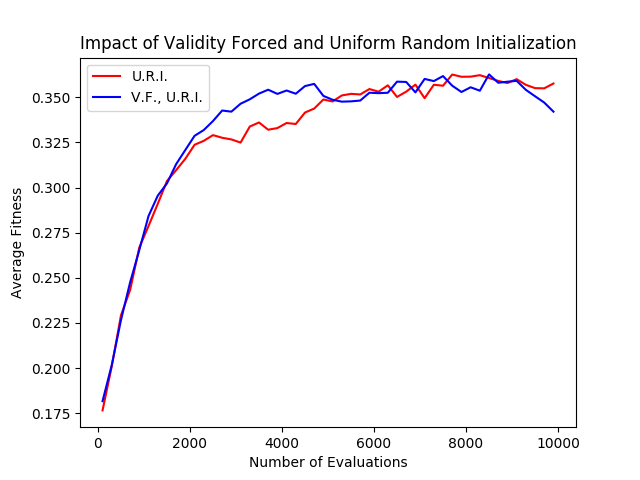 Impact of Validity Forced and Uniform Random Initialization
U.R.I.
V.F., U.R.I.
0.350
0.325
0.300
0.275
0.250
0.225
0.200
0.175
Average Fitness
0 2000 4000 6000 8000 10000
Number of Evaluations